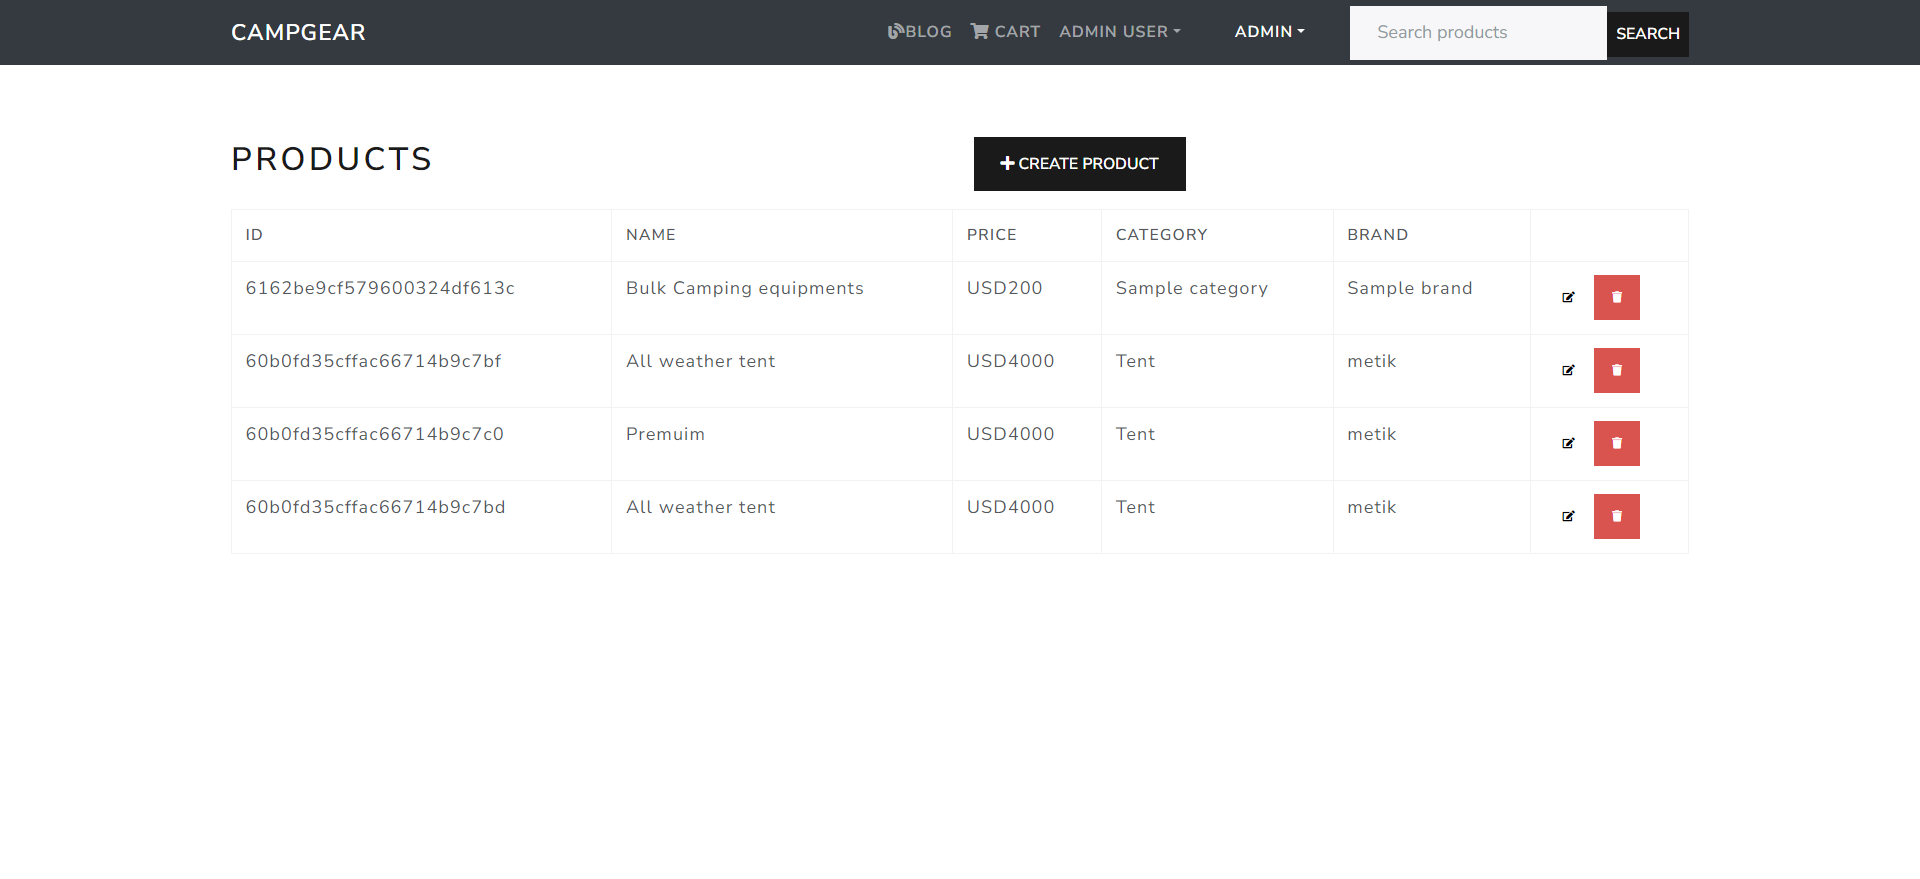 CAMPGEAR BLOG CART ADMIN USER ADMIN Search products SEARCH
PRODUCTS CREATE PRODUCT
ID NAME PRICE CATEGORY BRAND
6162be9cf579600324df613c Bulk Camping equipments USD200 Sample category Sample brand
60b0fd35cffac66714b9c7bf All weather tent USD4000 Tent metik
60b0fd35cffac66714b9c7c0 Premuim USD4000 Tent metik
60b0fd35cffac66714b9c7bd All weather tent USD4000 Tent metik